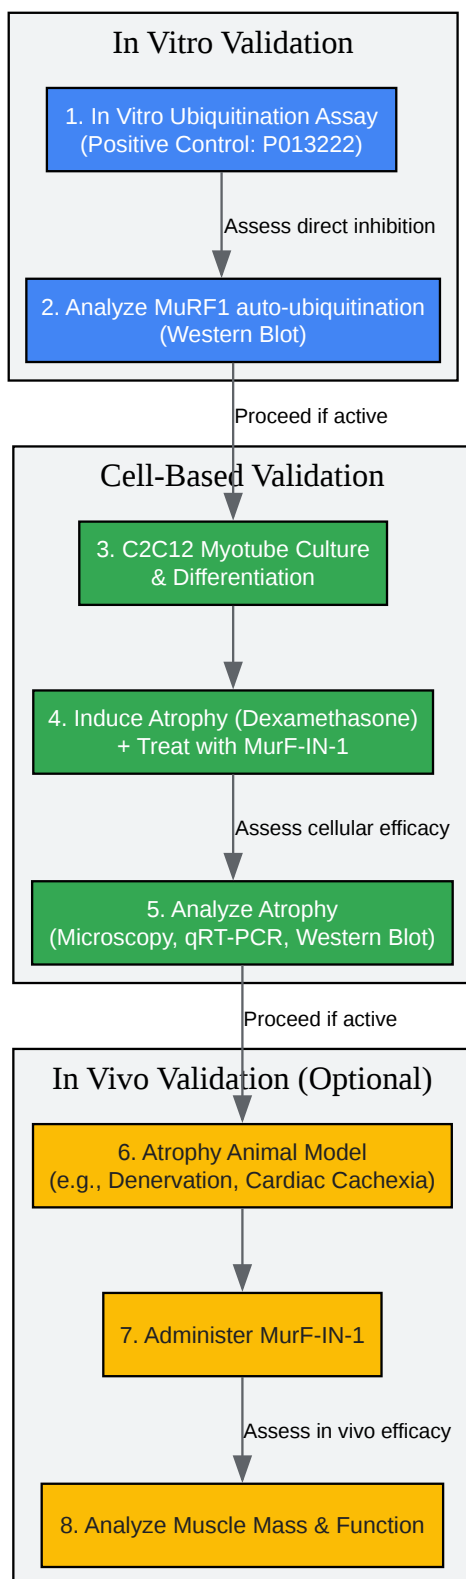 In Vitro Validation
1. In Vitro Ubiquitination Assay
(Positive Control: P013222)
Assess direct inhibition
2. Analyze MuRF1 auto-ubiquitination
(Western Blot)
Proceed if active
Cell-Based Validation
3. C2C12 Myotube Culture
& Differentiation
4. Induce Atrophy (Dexamethasone)
+ Treat with MurF-IN-1
Assess cellular efficacy
5. Analyze Atrophy
(Microscopy, qRT-PCR, Western Blot)
Proceed if active
In Vivo Validation (Optional)
6. Atrophy Animal Model
(e.g., Denervation, Cardiac Cachexia)
7. Administer MurF-IN-1
Assess in vivo efficacy
8. Analyze Muscle Mass & Function